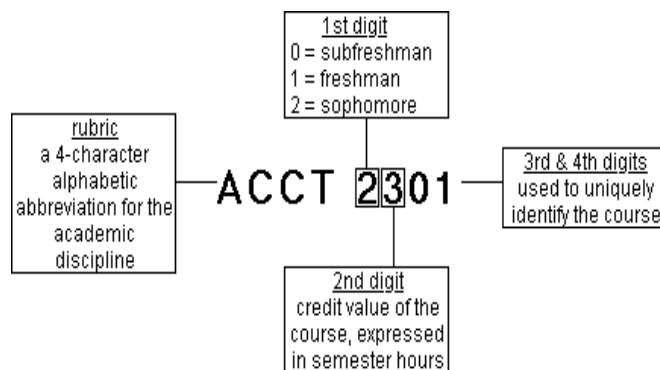 1st digit
0 = subfreshman
1 = freshman
2 = sophomore
rubric
a 4-character
alphabetic
abbreviation for the
academic
discipline
ACCT 2301
3rd & 4th digits
used to uniquely
identify the course
2nd digit
credit value of the
course, expressed
in semester hours